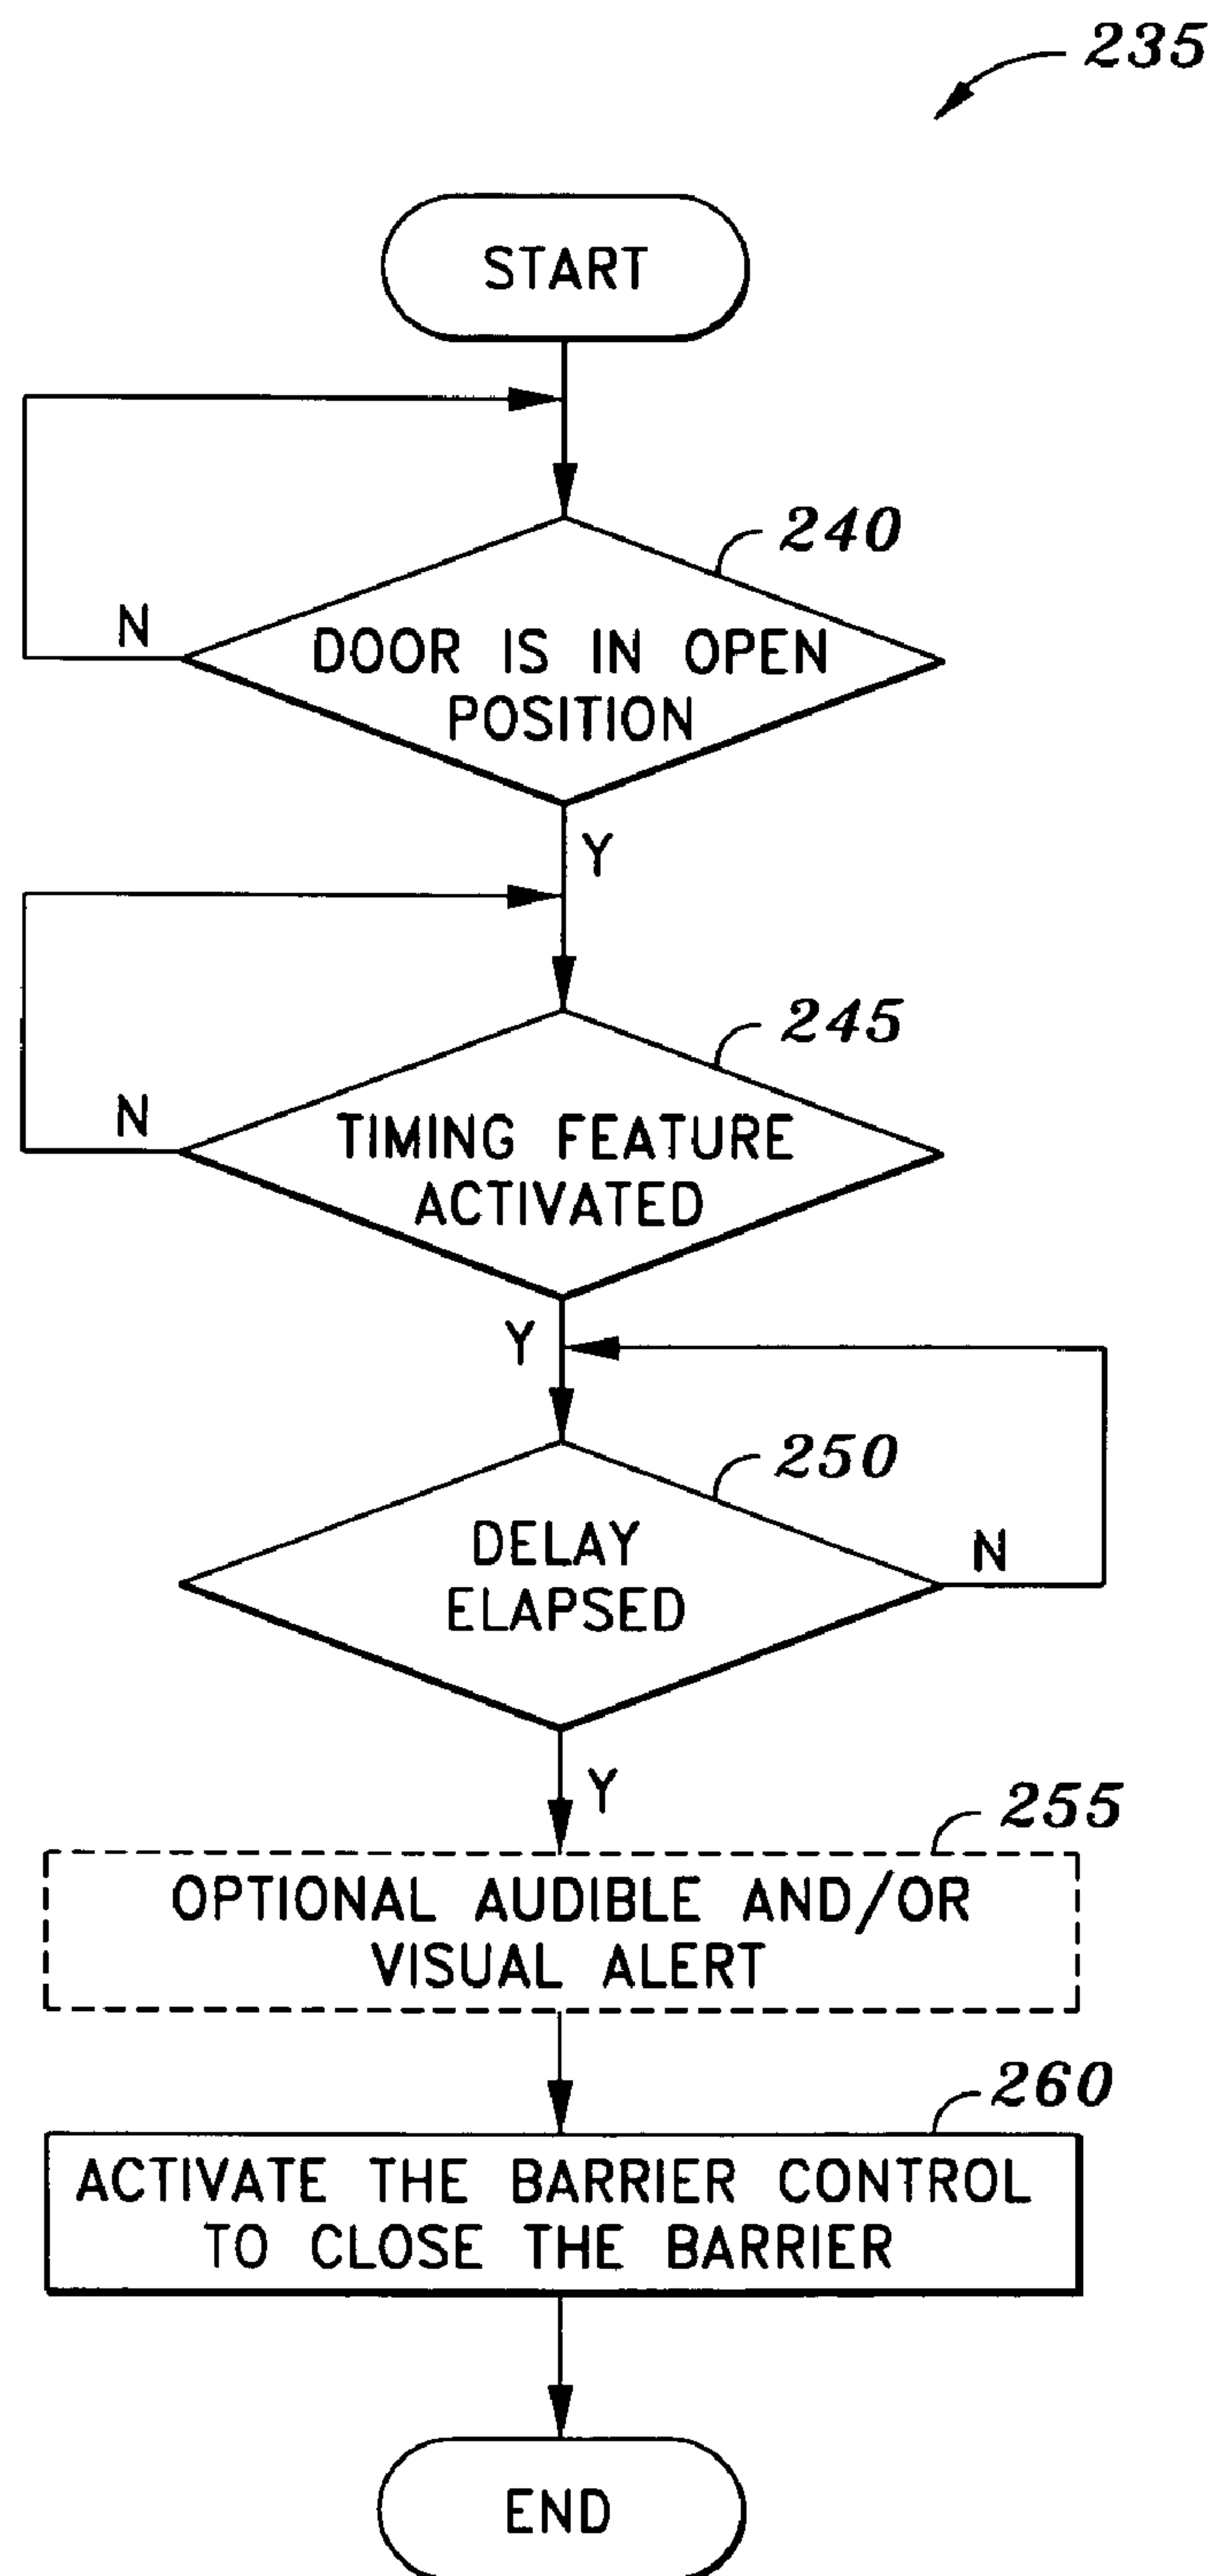 235
START
240
N
DOOR IS IN OPEN
POSITION
Y
245
N
TIMING FEATURE
ACTIVATED
Y
250
DELAY
ELAPSED
N
Y
255
OPTIONAL AUDIBLE AND/OR
VISUAL ALERT
260
ACTIVATE THE BARRIER CONTROL
TO CLOSE THE BARRIER
END